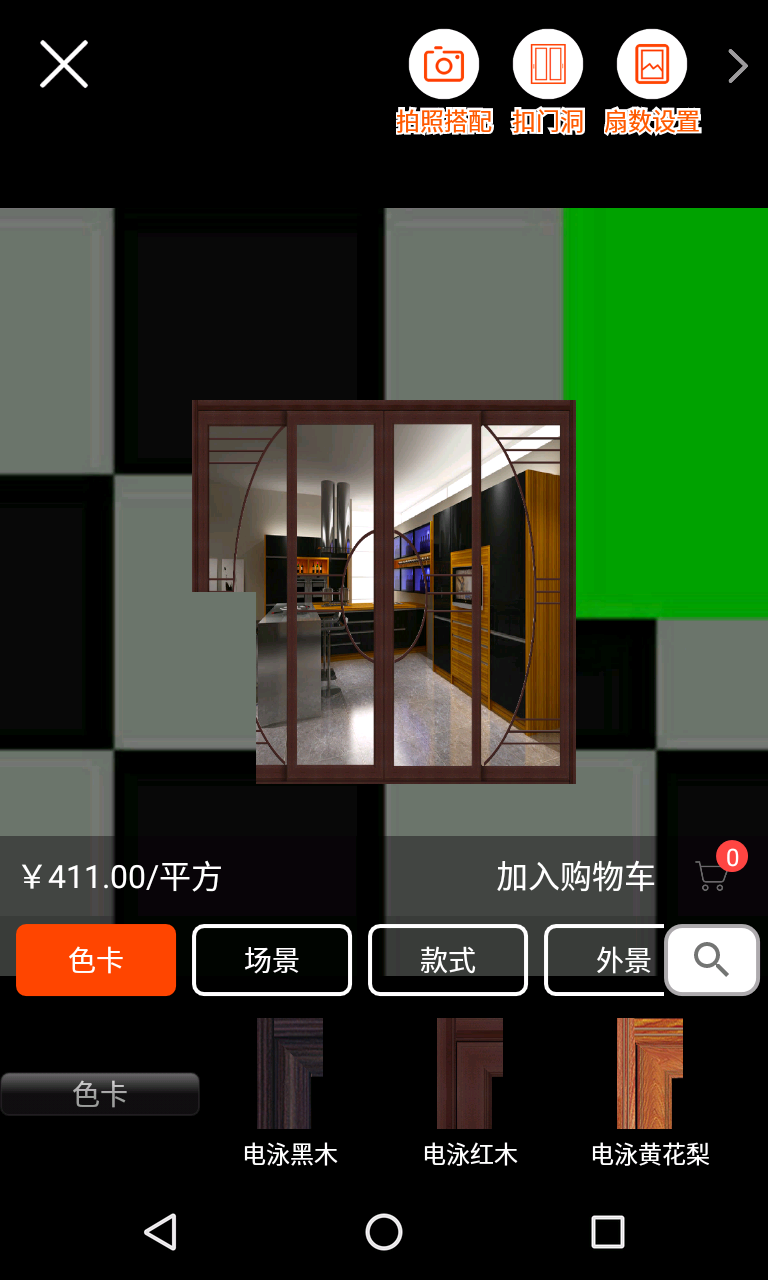 拍照搭配 扣门洞 扇数设置
￥411.00/平方 加入购物车 0
色卡 场景 款式 外景
色卡
电泳黑木 电泳红木 电泳黄花梨